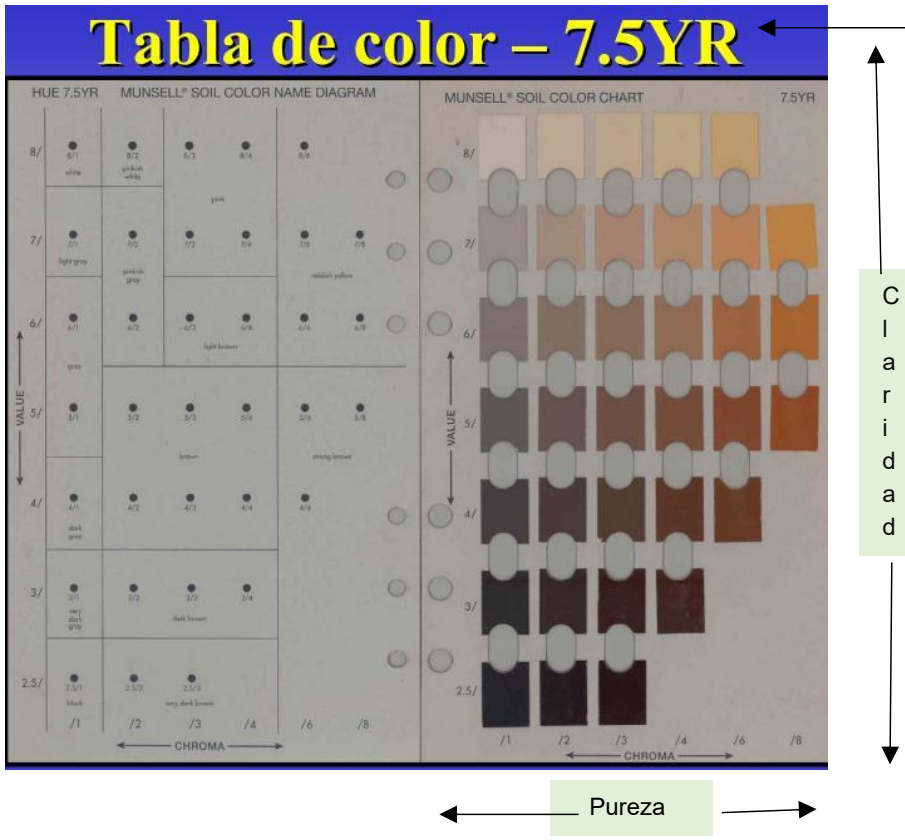 Tabla de color – 7.5YR
HUE 7.5YR MUNSELL® SOIL COLOR NAME DIAGRAM
8/
8/1 8/2 8/3 8/4 8/6
white pinkish white
pink
7/
7/1 7/2 7/3 7/4 7/6 7/8
light gray pinkish gray reddish yellow
6/
6/1 6/2 6/4 6/6 6/8
light brown
gray
VALUE
5/
5/1 5/2 5/3 5/4 5/6 5/8
brown strong brown
4/
4/1 4/2 4/3 4/4 4/6
dark gray
3/
3/1 3/2 3/3 3/4
very dark gray dark brown
2.5/
2.5/1 2.5/2 2.5/3
black very dark brown
/1 /2 /3 /4 /6 /8
CHROMA
MUNSELL® SOIL COLOR CHART 7.5YR
8/
7/
6/
VALUE
5/
4/
3/
2.5/
/1 /2 /3 /4 /6 /8
CHROMA
Claridad
Pureza